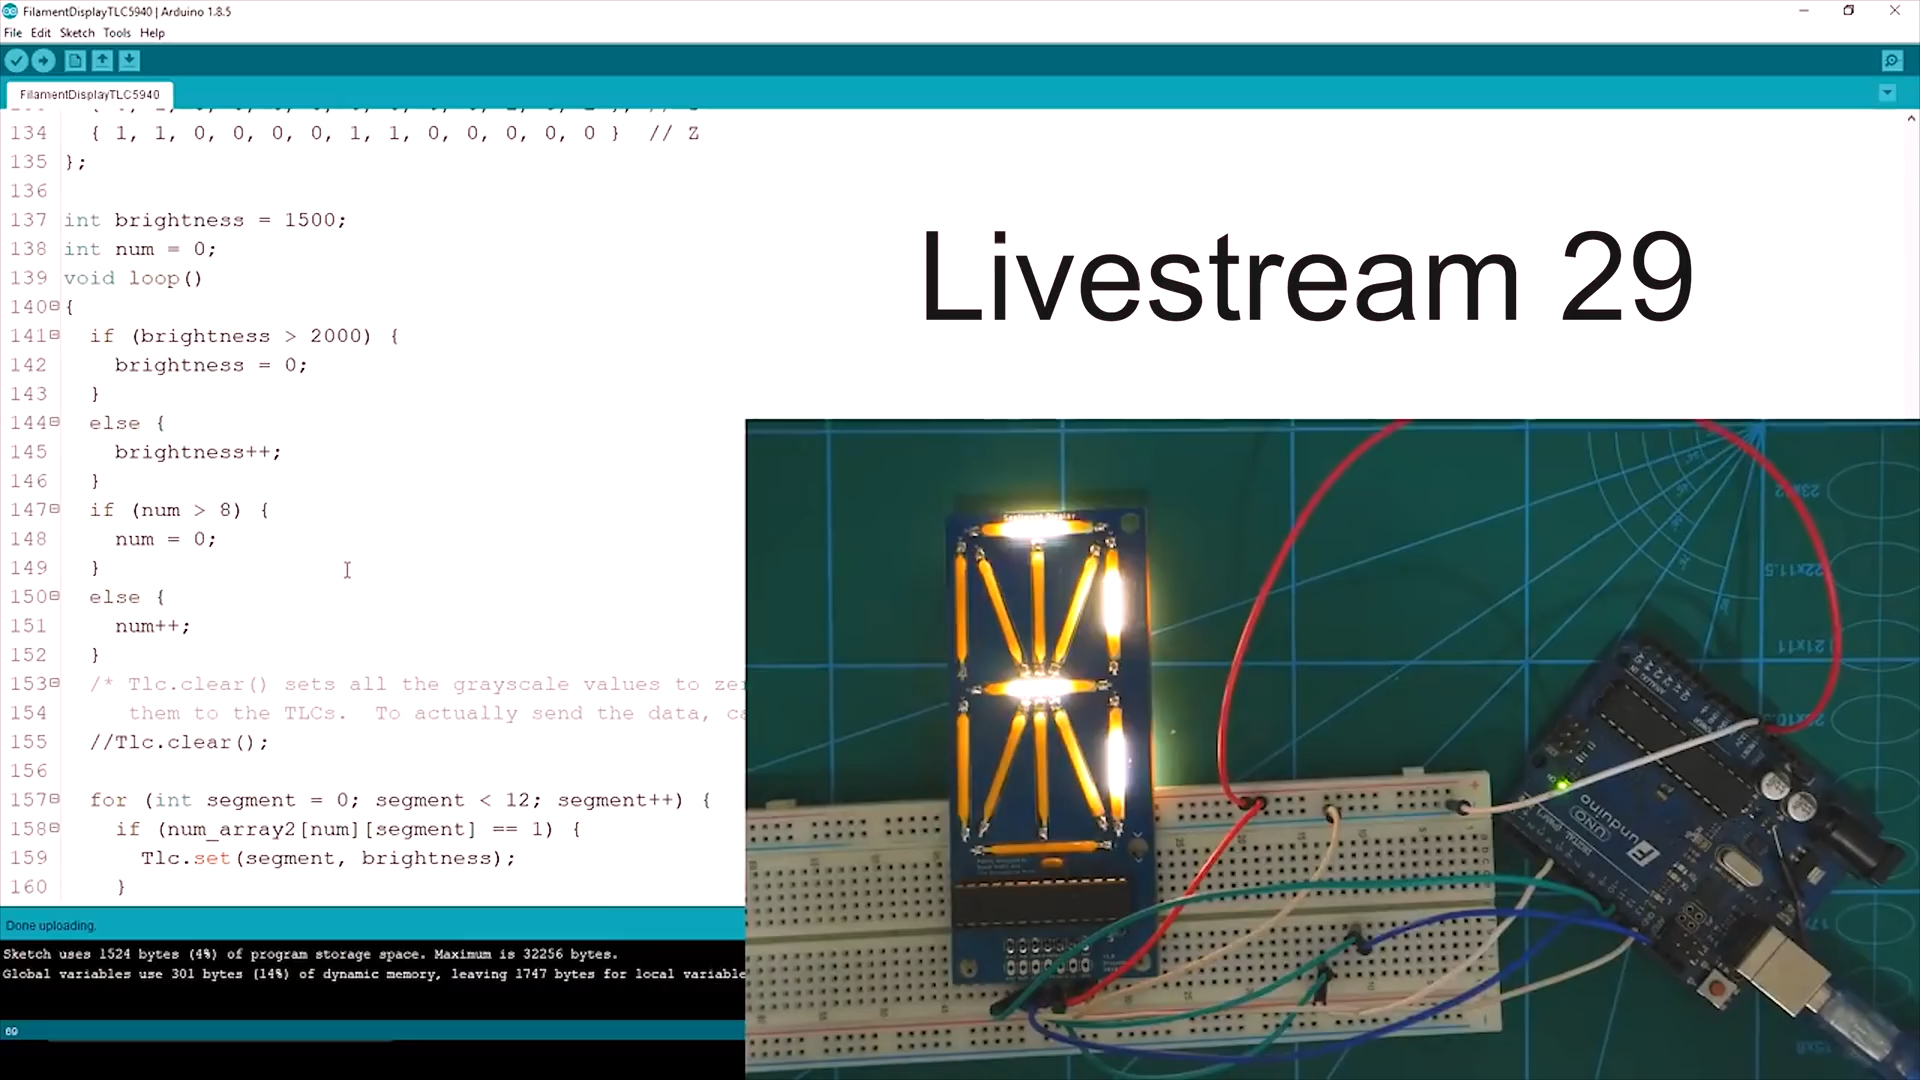 FilamentDisplayTLC5940 | Arduino 1.8.5
File Edit Sketch Tools Help
FilamentDisplayTLC5940
134 { 1, 1, 0, 0, 0, 0, 1, 1, 0, 0, 0, 0, 0 } // Z
135 };
136
137 int brightness = 1500;
138 int num = 0;
139 void loop()
140 {
141 if (brightness > 2000) {
142 brightness = 0;
143 }
144 else {
145 brightness++;
146 }
147 if (num > 8) {
148 num = 0;
149 }
150 else {
151 num++;
152 }
153 /* Tlc.clear() sets all the grayscale values to ze
154 them to the TLCs. To actually send the data, ca
155 //Tlc.clear();
156
157 for (int segment = 0; segment < 12; segment++) {
158 if (num_array2[num][segment] == 1) {
159 Tlc.set(segment, brightness);
160 }
Done uploading.
Sketch uses 1524 bytes (4%) of program storage space. Maximum is 32256 bytes.
Global variables use 301 bytes (14%) of dynamic memory, leaving 1747 bytes for local variable
69
Livestream 29
Funduino
UNO